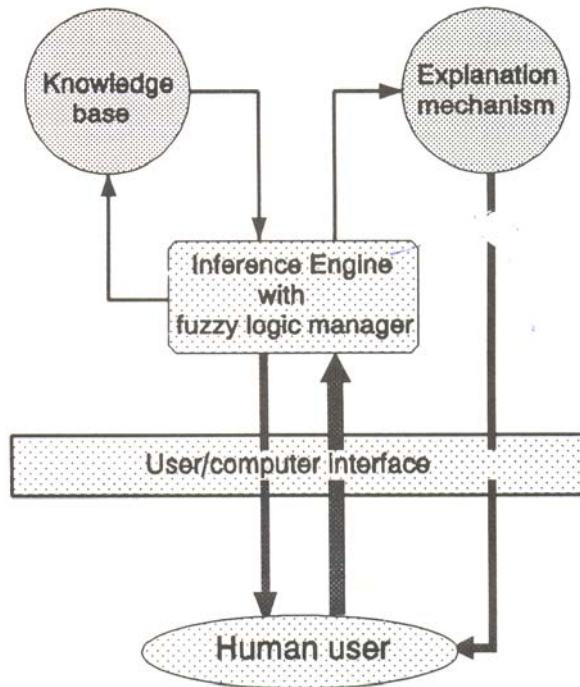 Knowledge
base
Explanation
mechanism
Inference Engine
with
fuzzy logic manager
User/computer interface
Human user